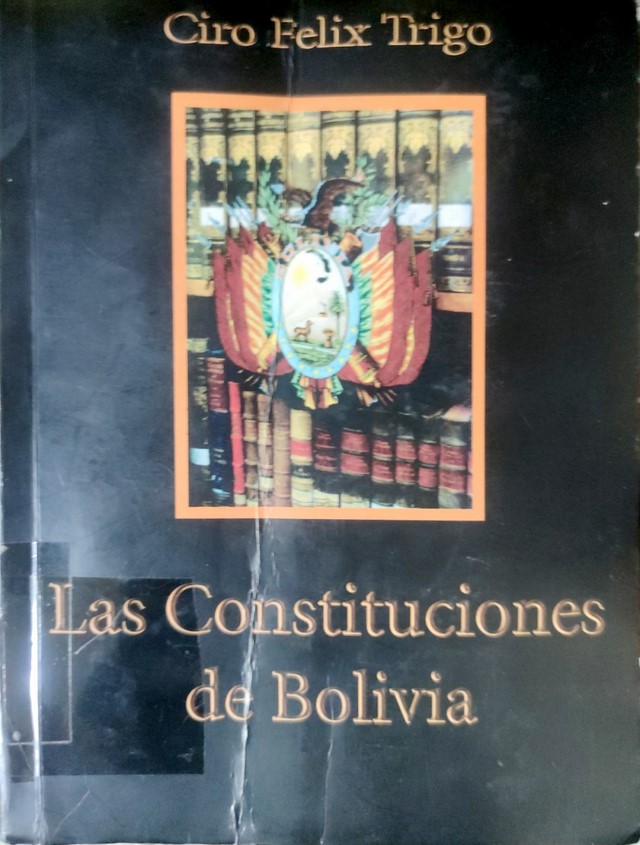 Ciro Felix Trigo
Las Constituciones
de Bolivia